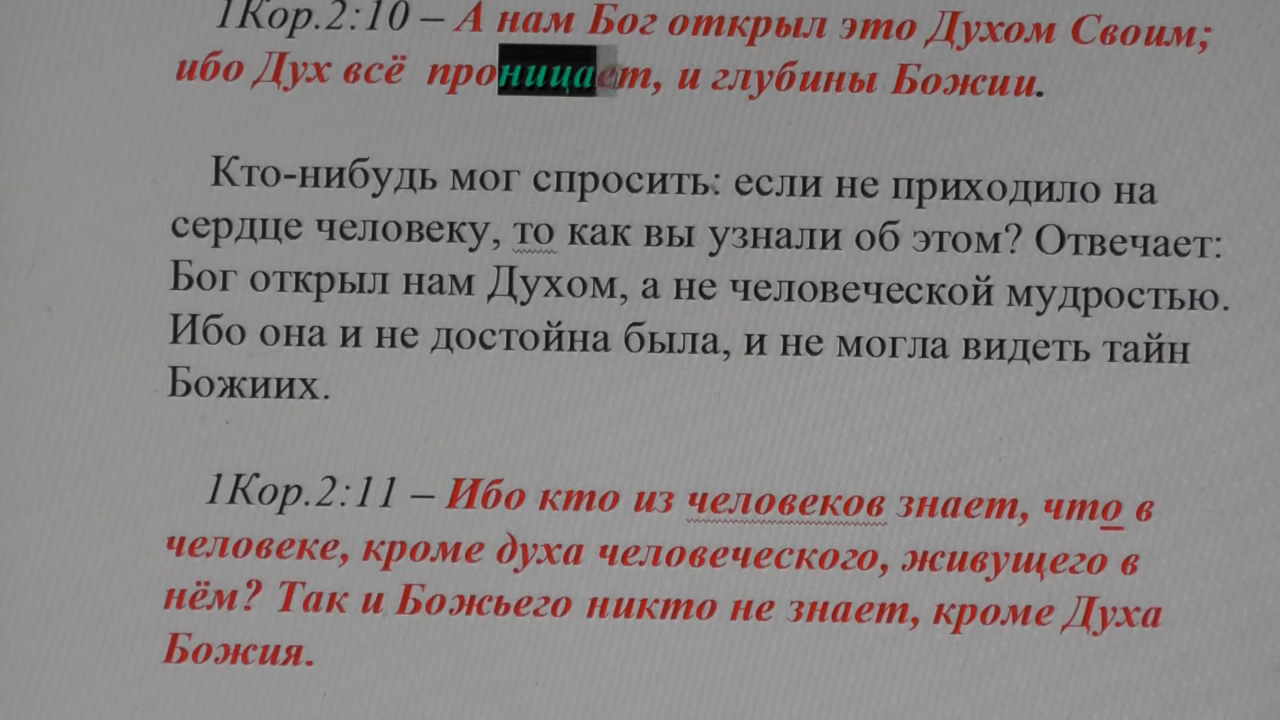 1Кор.2:10 – А нам Бог открыл это Духом Своим;
ибо Дух всё проницает, и глубины Божии.
Кто-нибудь мог спросить: если не приходило на
сердце человеку, то как вы узнали об этом? Отвечает:
Бог открыл нам Духом, а не человеческой мудростью.
Ибо она и не достойна была, и не могла видеть тайн
Божиих.
1Кор.2:11 – Ибо кто из человеков знает, что в
человеке, кроме духа человеческого, живущего в
нём? Так и Божьего никто не знает, кроме Духа
Божия.